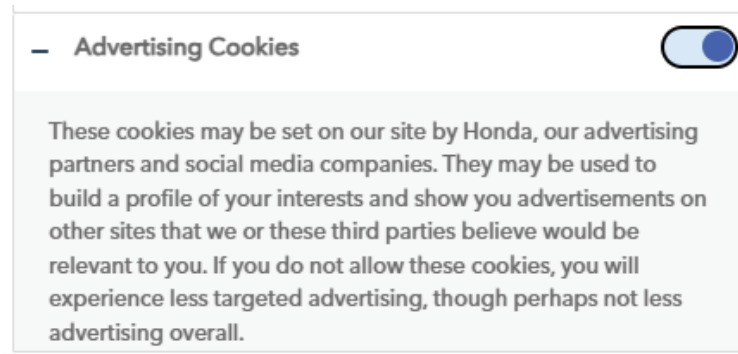 Advertising Cookies
These cookies may be set on our site by Honda, our advertising
partners and social media companies. They may be used to
build a profile of your interests and show you advertisements on
other sites that we or these third parties believe would be
relevant to you. If you do not allow these cookies, you will
experience less targeted advertising, though perhaps not less
advertising overall.